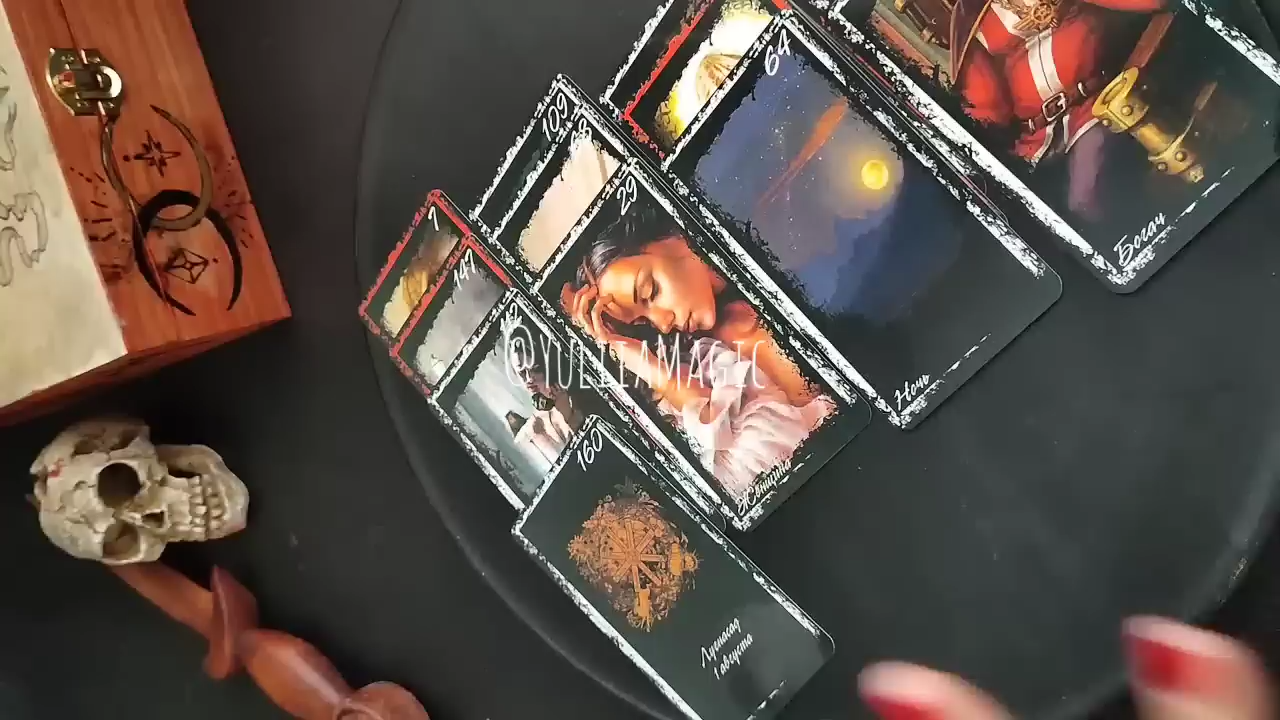 64
Богач
109
29
Ночь
7
147
@YULIIAMAGIC
Женщина
160
Лугнасад
1 августа